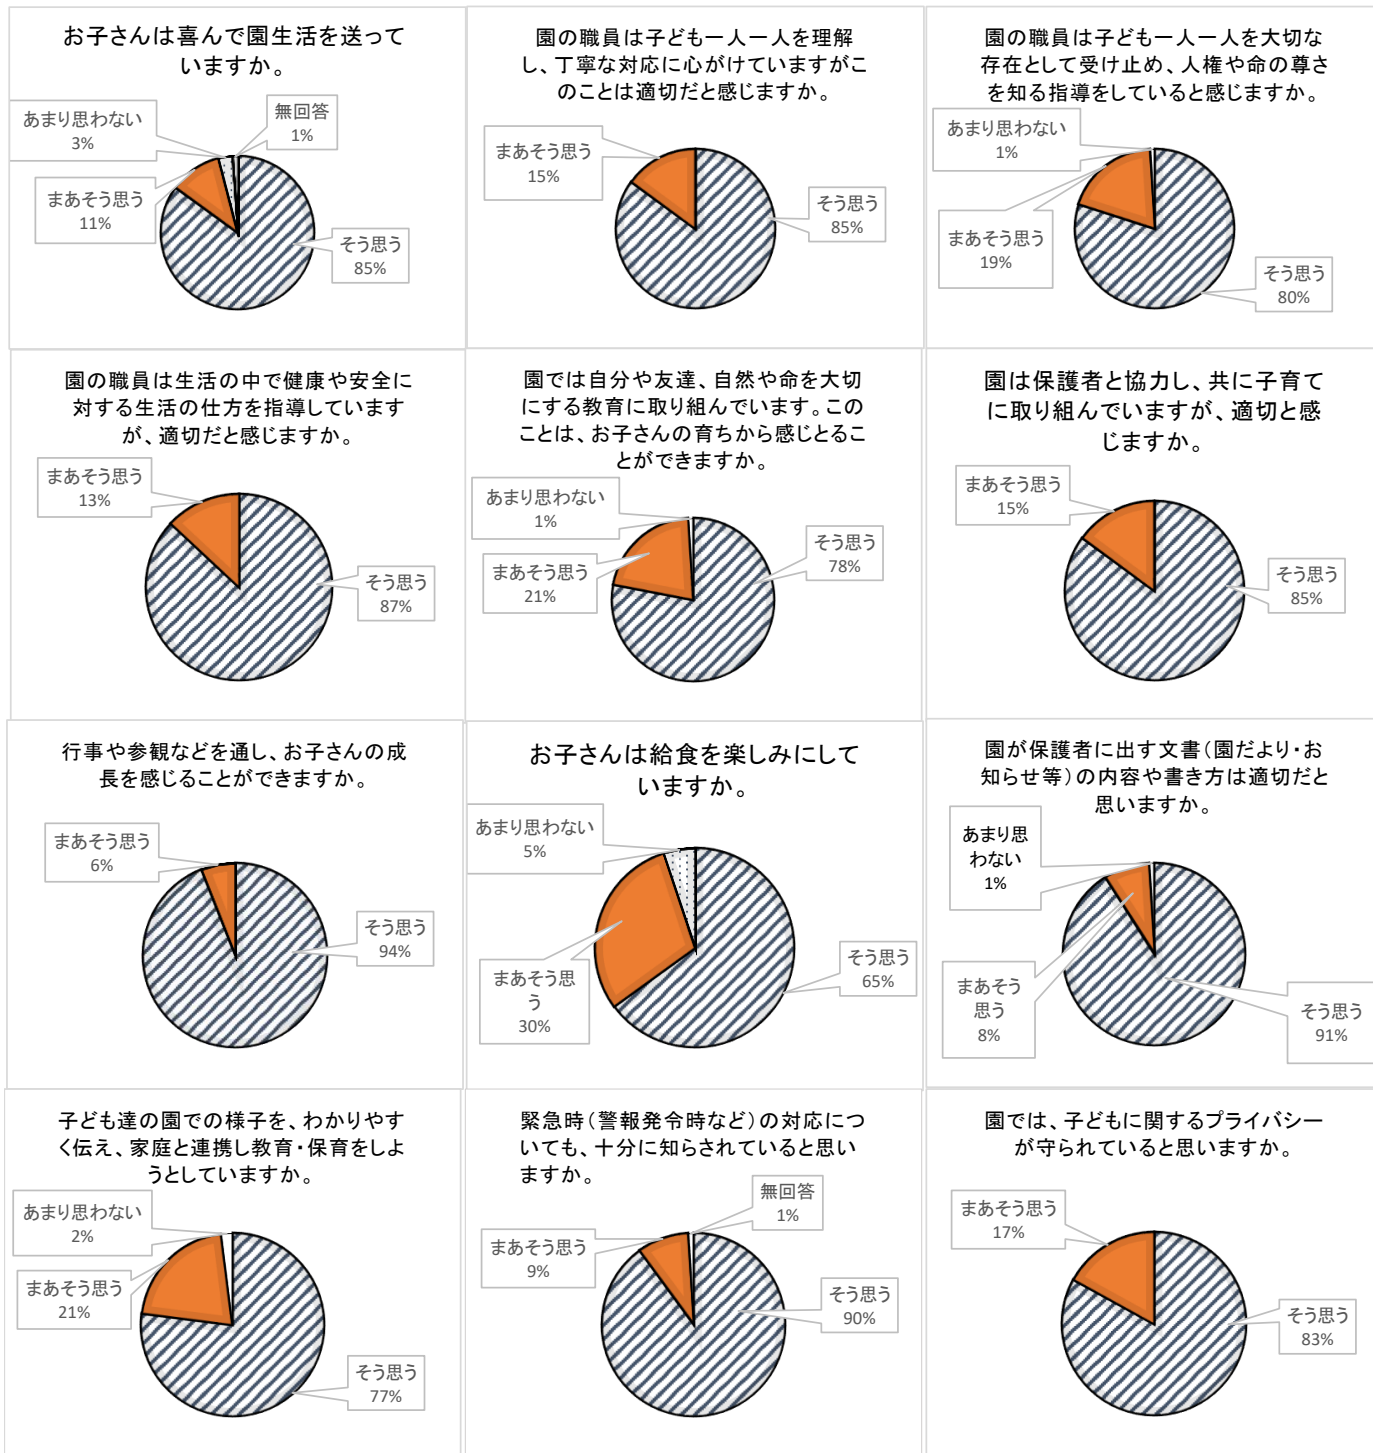 お子さんは喜んで園生活を送って
いますか。
あまり思わない
3%
無回答
1%
まあそう思う
11%
そう思う
85%
園の職員は子ども一人一人を理解
し、丁寧な対応に心がけていますがこ
のことは適切だと感じますか。
まあそう思う
15%
そう思う
85%
園の職員は子ども一人一人を大切な
存在として受け止め、人権や命の尊さ
を知る指導をしていると感じますか。
あまり思わない
1%
まあそう思う
19%
そう思う
80%
園の職員は生活の中で健康や安全に
対する生活の仕方を指導しています
が、適切だと感じますか。
まあそう思う
13%
そう思う
87%
園では自分や友達、自然や命を大切
にする教育に取り組んでいます。この
ことは、お子さんの育ちから感じとるこ
とができますか。
あまり思わない
1%
まあそう思う
21%
そう思う
78%
園は保護者と協力し、共に子育て
に取り組んでいますが、適切と感
じますか。
まあそう思う
15%
そう思う
85%
行事や参観などを通し、お子さんの成
長を感じることができますか。
まあそう思う
6%
そう思う
94%
お子さんは給食を楽しみにして
いますか。
あまり思わない
5%
まあそう思
う
30%
そう思う
65%
園が保護者に出す文書（園だより・お
知らせ等）の内容や書き方は適切だと
思いますか。
あまり思
わない
1%
まあそう
思う
8%
そう思う
91%
子ども達の園での様子を、わかりやす
く伝え、家庭と連携し教育・保育をしよ
うとしていますか。
あまり思わない
2%
まあそう思う
21%
そう思う
77%
緊急時（警報発令時など）の対応につ
いても、十分に知らされていると思い
ますか。
無回答
1%
まあそう思う
9%
そう思う
90%
園では、子どもに関するプライバシー
が守られていると思いますか。
まあそう思う
17%
そう思う
83%